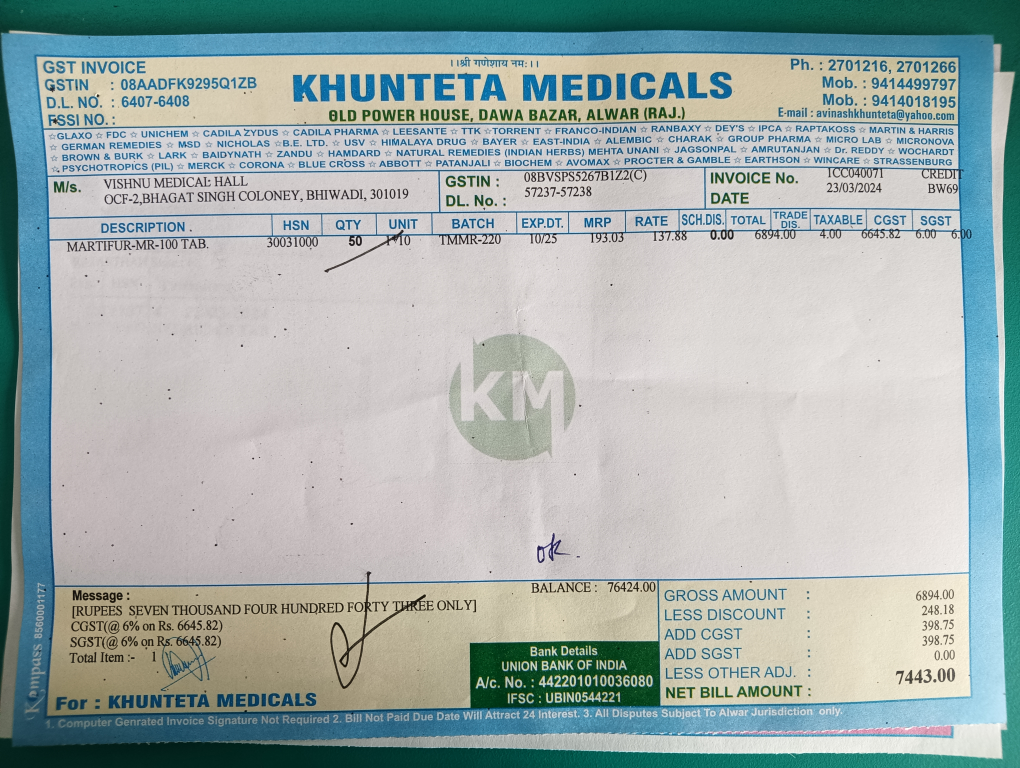 ।।श्री गणेशाय नमः।।
GST INVOICE
GSTIN : 08AADFK9295Q1ZB
D.L. NO. : 6407-6408
FSSI NO. :
KHUNTETA MEDICALS
OLD POWER HOUSE, DAWA BAZAR, ALWAR (RAJ.)
Ph. : 2701216, 2701266
Mob. : 9414499797
Mob. : 9414018195
E-mail : avinashkhunteta@yahoo.com
☆GLAXO ☆ FDC ☆ UNICHEM ☆ CADILA ZYDUS ☆ CADILA PHARMA ☆ LEESANTE ☆ TTK ☆TORRENT ☆ FRANCO-INDIAN ☆ RANBAXY ☆ DEY'S ☆ IPCA ☆ RAPTAKOSS ☆ MARTIN & HARRIS
☆ GERMAN REMEDIES ☆ MSD ☆ NICHOLAS ☆B.E. LTD. ☆ USV ☆ HIMALAYA DRUG ☆ BAYER ☆ EAST-INDIA ☆ ALEMBIC ☆ CHARAK ☆ GROUP PHARMA ☆ MICRO LAB ☆ MICRONOVA
☆ BROWN & BURK ☆ LARK ☆ BAIDYNATH ☆ ZANDU ☆ HAMDARD ☆ NATURAL REMEDIES (INDIAN HERBS) MEHTA UNANI ☆ JAGSONPAL ☆ AMRUTANJAN ☆ Dr. REDDY ☆ WOCHARDT
☆ PSYCHOTROPICS (PIL) ☆ MERCK ☆ CORONA ☆ BLUE CROSS ☆ ABBOTT ☆ PATANJALI ☆ BIOCHEM ☆ AVOMAX ☆ PROCTER & GAMBLE ☆ EARTHSON ☆ WINCARE ☆ STRASSENBURG
M/s. VISHNU MEDICAL HALL
OCF-2,BHAGAT SINGH COLONEY, BHIWADI, 301019
GSTIN : 08BVSPS5267B1Z2(C)
DL. No. : 57237-57238
INVOICE No. 1CC040071 CREDIT
DATE 23/03/2024 BW69
DESCRIPTION . HSN QTY UNIT BATCH EXP.DT. MRP RATE SCH.DIS. TOTAL TRADE DIS. TAXABLE CGST SGST
MARTIFUR-MR-100 TAB. 30031000 50 1*10 TMMR-220 10/25 193.03 137.88 0.00 6894.00 4.00 6645.82 6.00 6.00
KM
ok.
Message :
BALANCE : 76424.00
[RUPEES SEVEN THOUSAND FOUR HUNDRED FORTY THREE ONLY]
CGST(@ 6% on Rs. 6645.82)
SGST(@ 6% on Rs. 6645.82)
Total Item :- 1
For : KHUNTETA MEDICALS
Bank Details
UNION BANK OF INDIA
A/c. No. : 442201010036080
IFSC : UBIN0544221
GROSS AMOUNT : 6894.00
LESS DISCOUNT : 248.18
ADD CGST : 398.75
ADD SGST : 398.75
LESS OTHER ADJ. : 0.00
NET BILL AMOUNT : 7443.00
1. Computer Genrated Invoice Signature Not Required 2. Bill Not Paid Due Date Will Attract 24 Interest. 3. All Disputes Subject To Alwar Jurisdiction only.
Kompass 8560001177